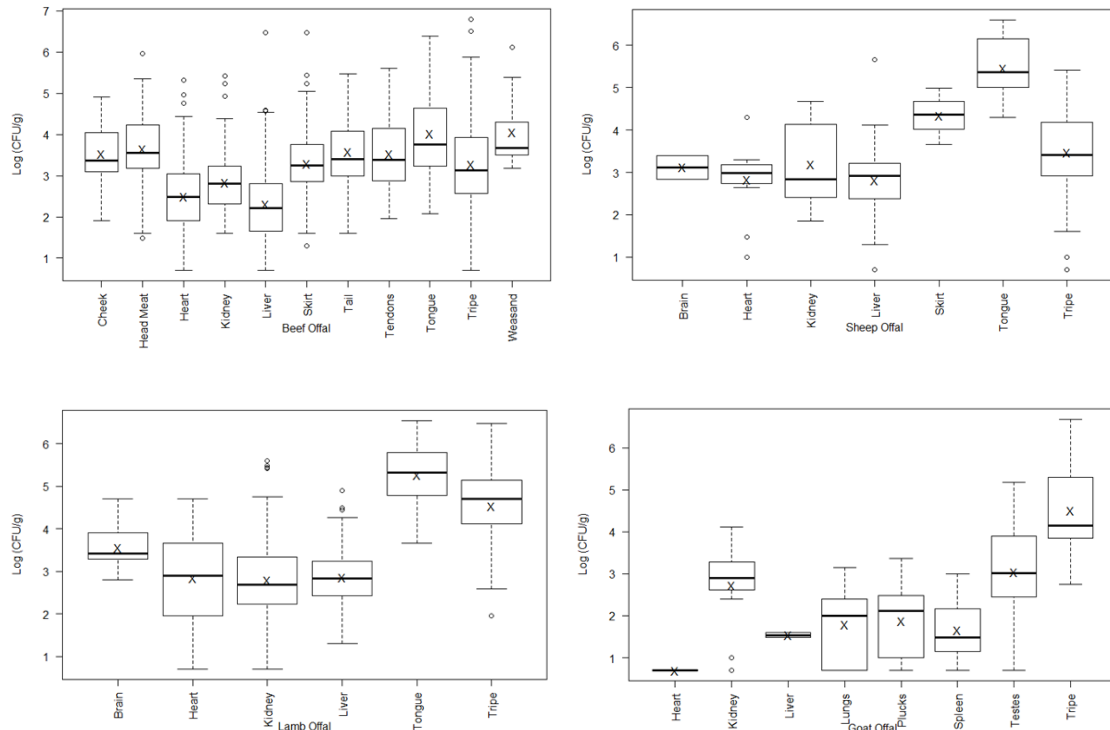 Log (CFU/g)
7
6
5
4
3
2
1
Cheek
Head Meat
Heart
Kidney
Liver
Skirt
Tail
Tendons
Tongue
Tripe
Weasand
Beef Offal
Log (CFU/g)
6
5
4
3
2
1
Brain
Heart
Kidney
Liver
Skirt
Tongue
Tripe
Sheep Offal
Log (CFU/g)
6
5
4
3
2
1
Brain
Heart
Kidney
Liver
Tongue
Tripe
Lamb Offal
Log (CFU/g)
6
5
4
3
2
1
Heart
Kidney
Liver
Lungs
Plucks
Spleen
Testes
Tripe
Goat Offal